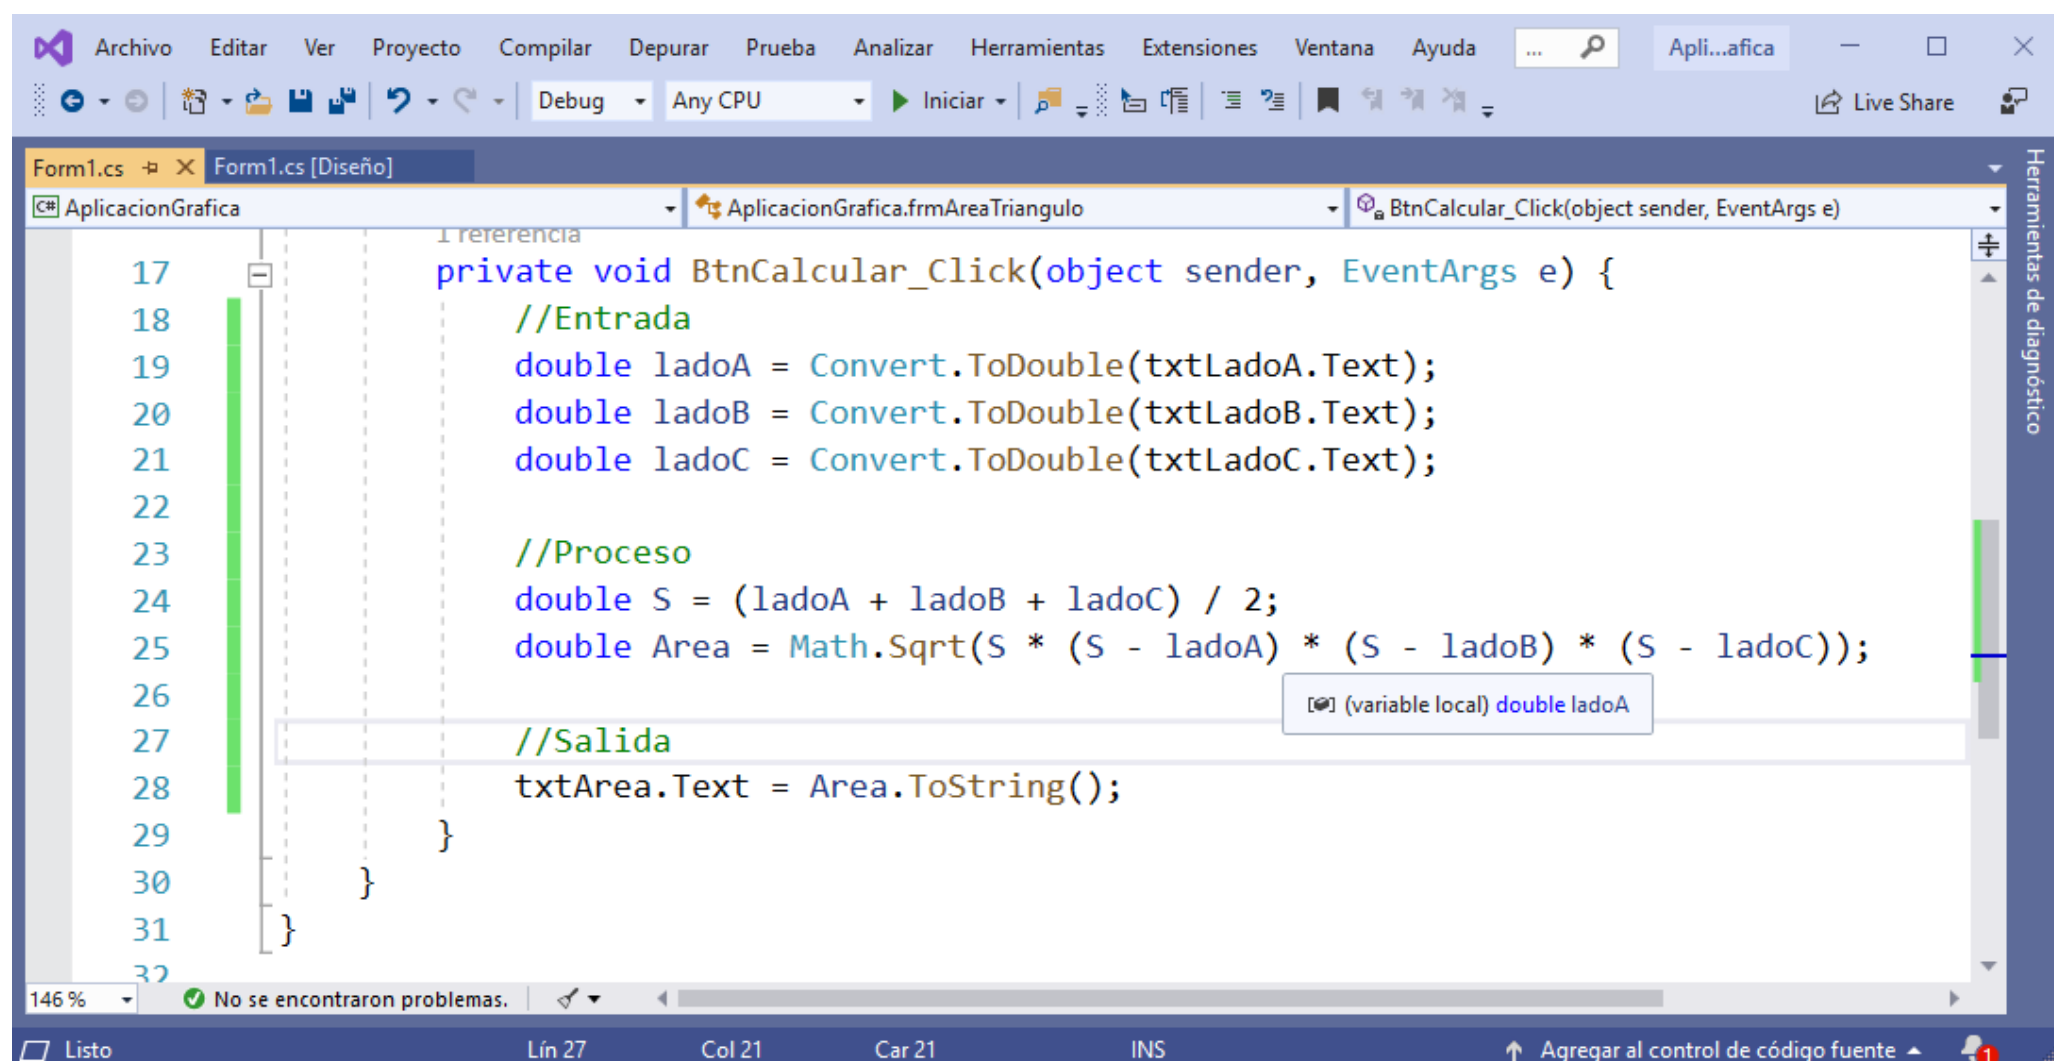 Archivo Editar Ver Proyecto Compilar Depurar Prueba Analizar Herramientas Extensiones Ventana Ayuda ... Apli...afica
Debug Any CPU Iniciar Live Share
Form1.cs Form1.cs [Diseño]
C# AplicacionGrafica AplicacionGrafica.frmAreaTriangulo BtnCalcular_Click(object sender, EventArgs e)
Herramientas de diagnóstico
1 referencia
17 private void BtnCalcular_Click(object sender, EventArgs e) {
18 //Entrada
19 double ladoA = Convert.ToDouble(txtLadoA.Text);
20 double ladoB = Convert.ToDouble(txtLadoB.Text);
21 double ladoC = Convert.ToDouble(txtLadoC.Text);
22
23 //Proceso
24 double S = (ladoA + ladoB + ladoC) / 2;
25 double Area = Math.Sqrt(S * (S - ladoA) * (S - ladoB) * (S - ladoC));
26 (variable local) double ladoA
27 //Salida
28 txtArea.Text = Area.ToString();
29 }
30 }
31 }
32
146 % No se encontraron problemas.
Listo Lín 27 Col 21 Car 21 INS Agregar al control de código fuente 1